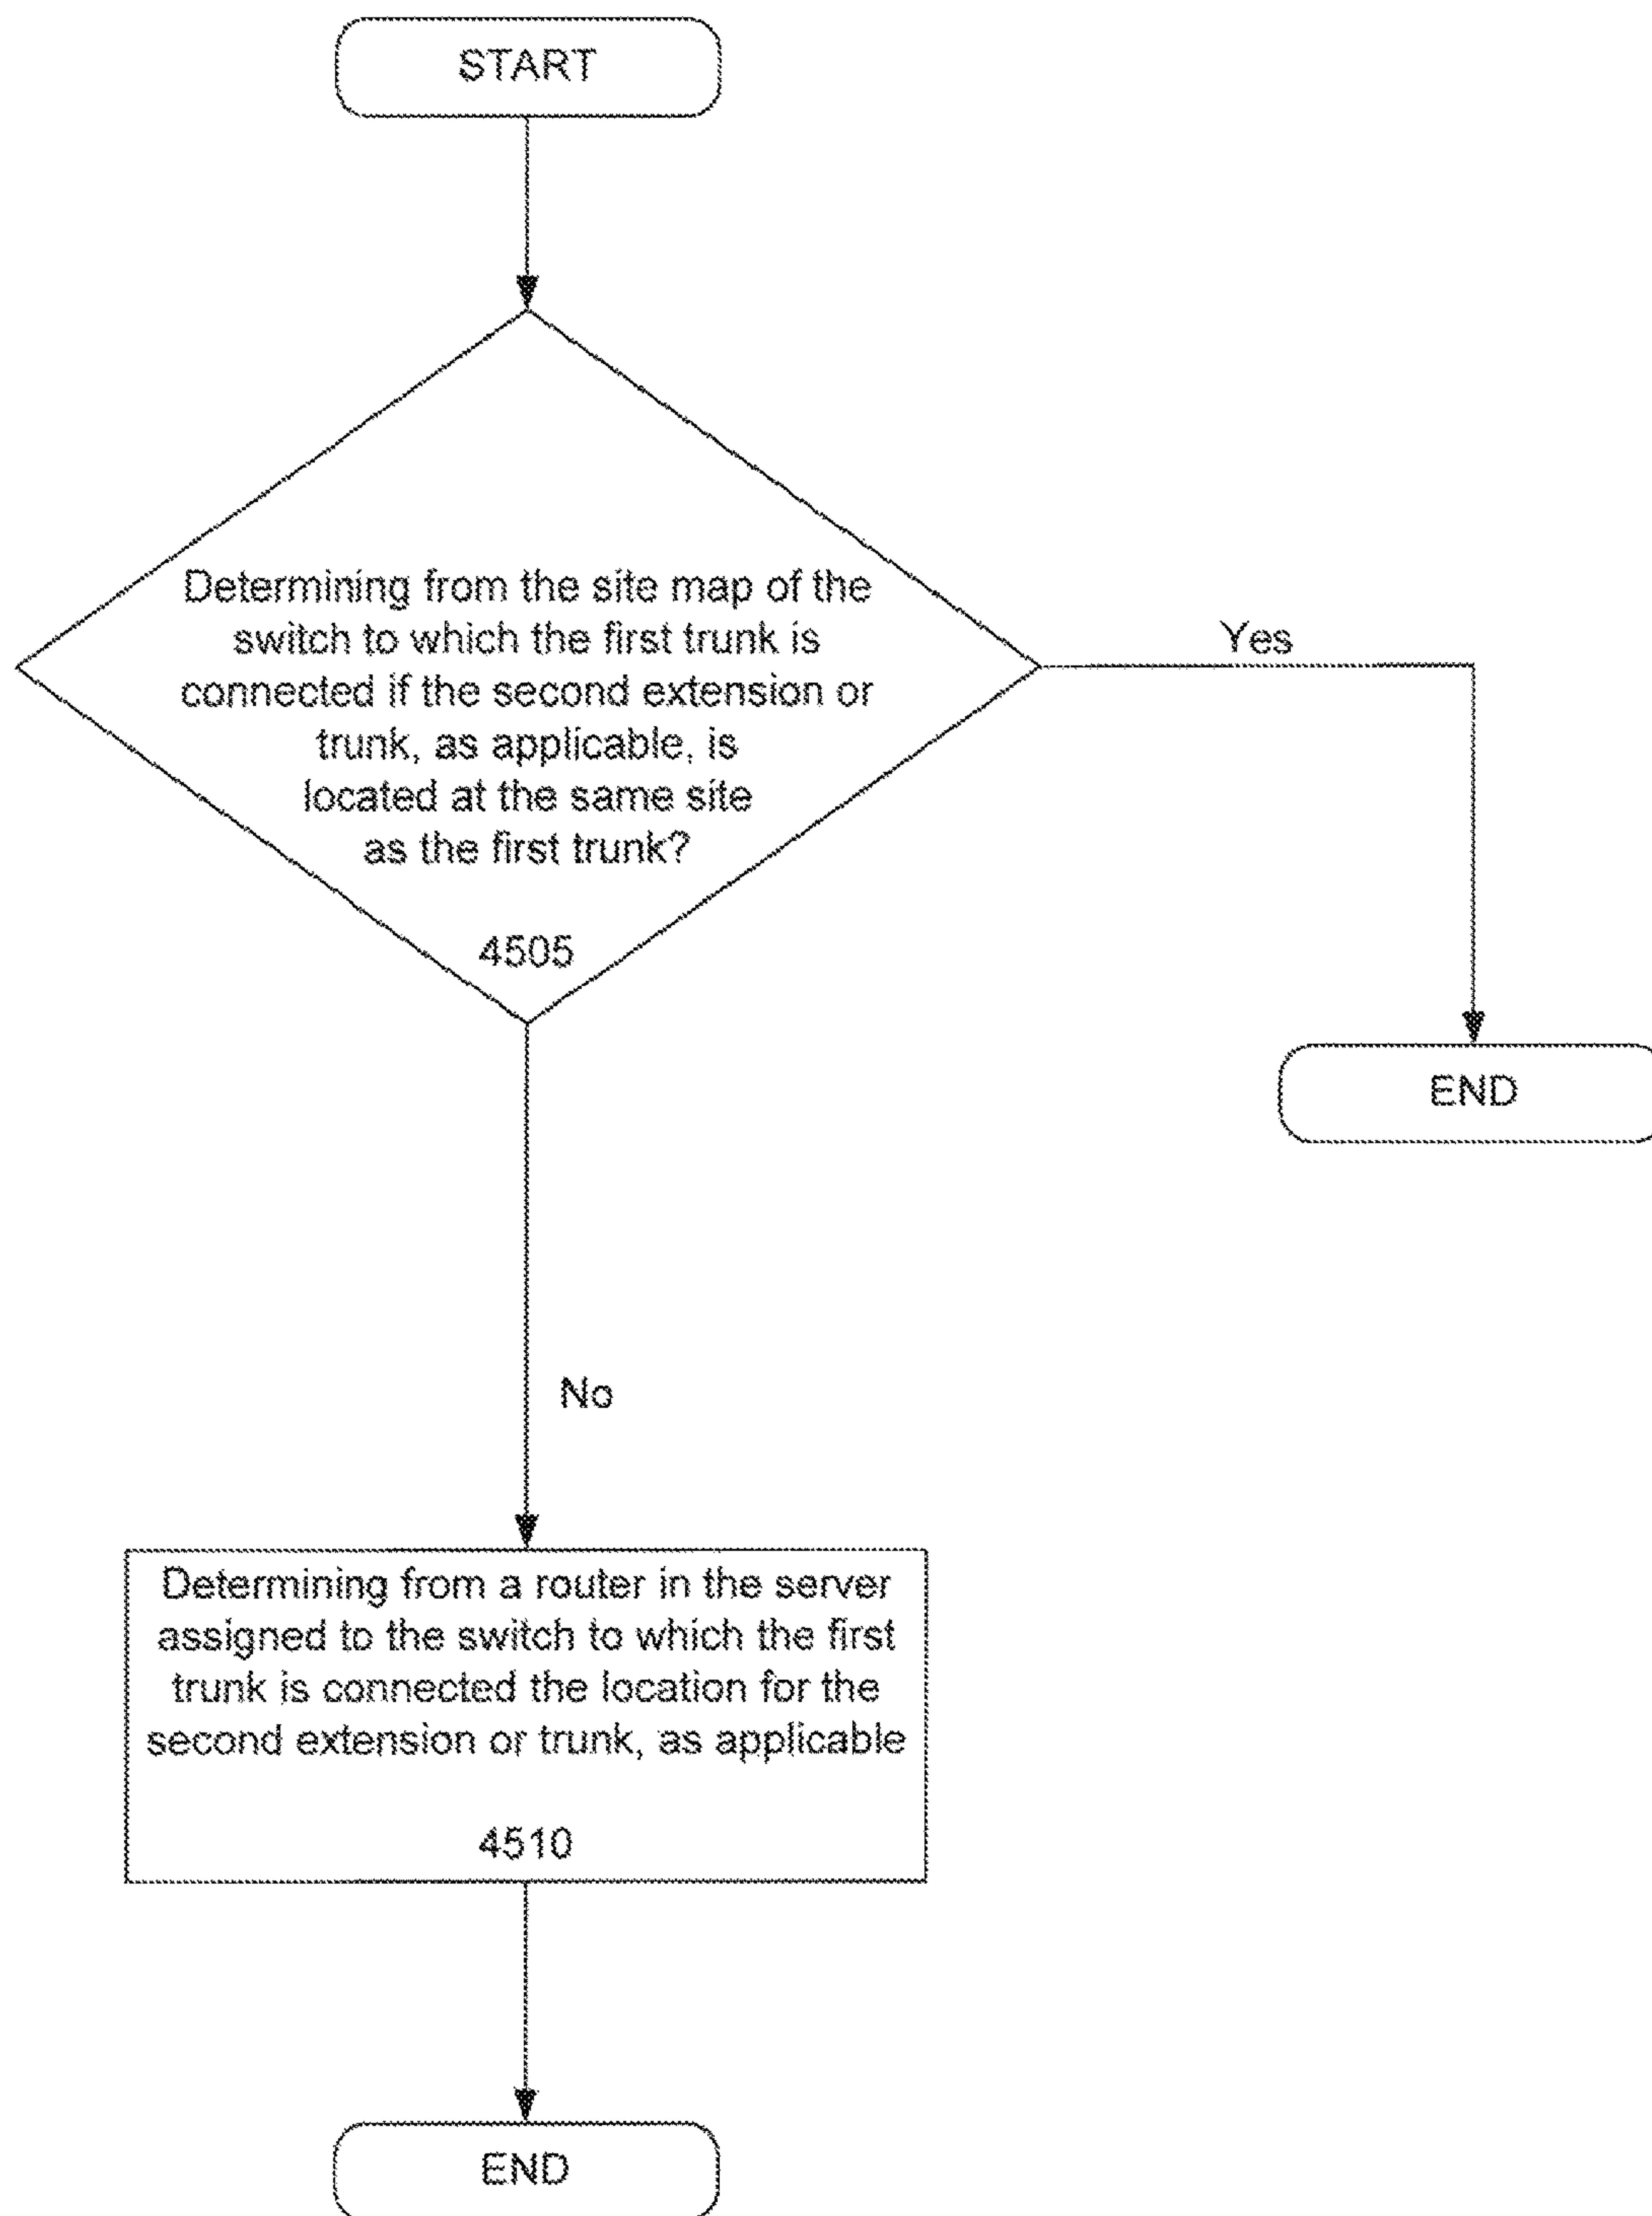 START
Determining from the site map of the
switch to which the first trunk is
connected if the second extension or
trunk, as applicable, is
located at the same site
as the first trunk?
4505
Yes
END
No
Determining from a router in the server
assigned to the switch to which the first
trunk is connected the location for the
second extension or trunk, as applicable
4510
END